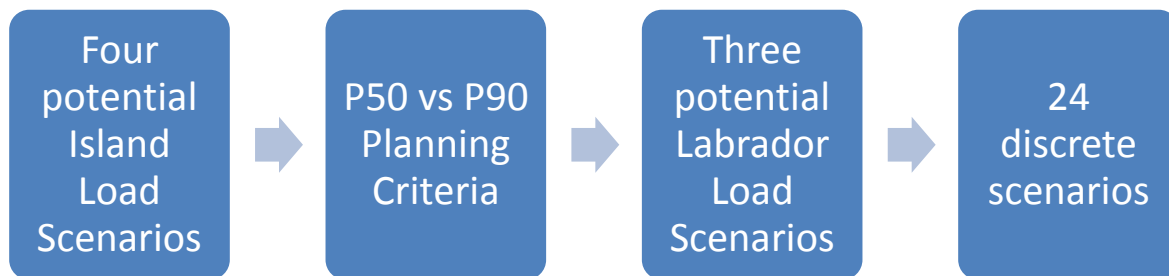 Four
potential
Island
Load
Scenarios
P50 vs P90
Planning
Criteria
Three
potential
Labrador
Load
Scenarios
24
discrete
scenarios